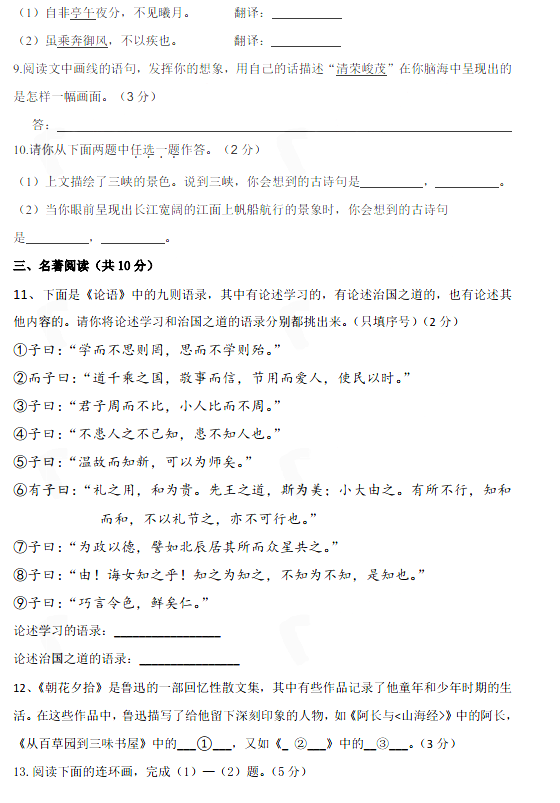 （1）自非亭午夜分，不见曦月。 翻译：___________
（2）虽乘奔御风，不以疾也。 翻译：___________
9.阅读文中画线的语句，发挥你的想象，用自己的话描述“清荣峻茂”在你脑海中呈现出的
是怎样一幅画面。（3 分）
答：___________
10.请你从下面两题中任选一题作答。（2 分）
（1）上文描绘了三峡的景色。说到三峡，你会想到的古诗句是__________，__________。
（2）当你眼前呈现出长江宽阔的江面上帆船航行的景象时，你会想到的古诗句
是__________，__________。
三、名著阅读（共 10 分）
11、下面是《论语》中的九则语录，其中有论述学习的，有论述治国之道的，也有论述其
他内容的。请你将论述学习和治国之道的语录分别都挑出来。（只填序号）（2 分）
①子曰：“学而不思则罔，思而不学则殆。”
②而子曰：“道千乘之国，敬事而信，节用而爱人，使民以时。”
③子曰：“君子周而不比，小人比而不周。”
④子曰：“不患人之不己知，患不知人也。”
⑤子曰：“温故而知新，可以为师矣。”
⑥有子曰：“礼之用，和为贵。先王之道，斯为美；小大由之。有所不行，知和
而和，不以礼节之，亦不可行也。”
⑦子曰：“为政以德，譬如北辰居其所而众星共之。”
⑧子曰：“由！诲女知之乎！知之为知之，不知为不知，是知也。”
⑨子曰：“巧言令色，鲜矣仁。”
论述学习的语录：________________
论述治国之道的语录：_______________
12、《朝花夕拾》是鲁迅的一部回忆性散文集，其中有些作品记录了他童年和少年时期的生
活。在这些作品中，鲁迅描写了给他留下深刻印象的人物，如《阿长与<山海经>》中的阿长，
《从百草园到三味书屋》中的___①___，又如《_ ②___》中的__③___。（3 分）
13. 阅读下面的连环画，完成（1）—（2）题。（5 分）